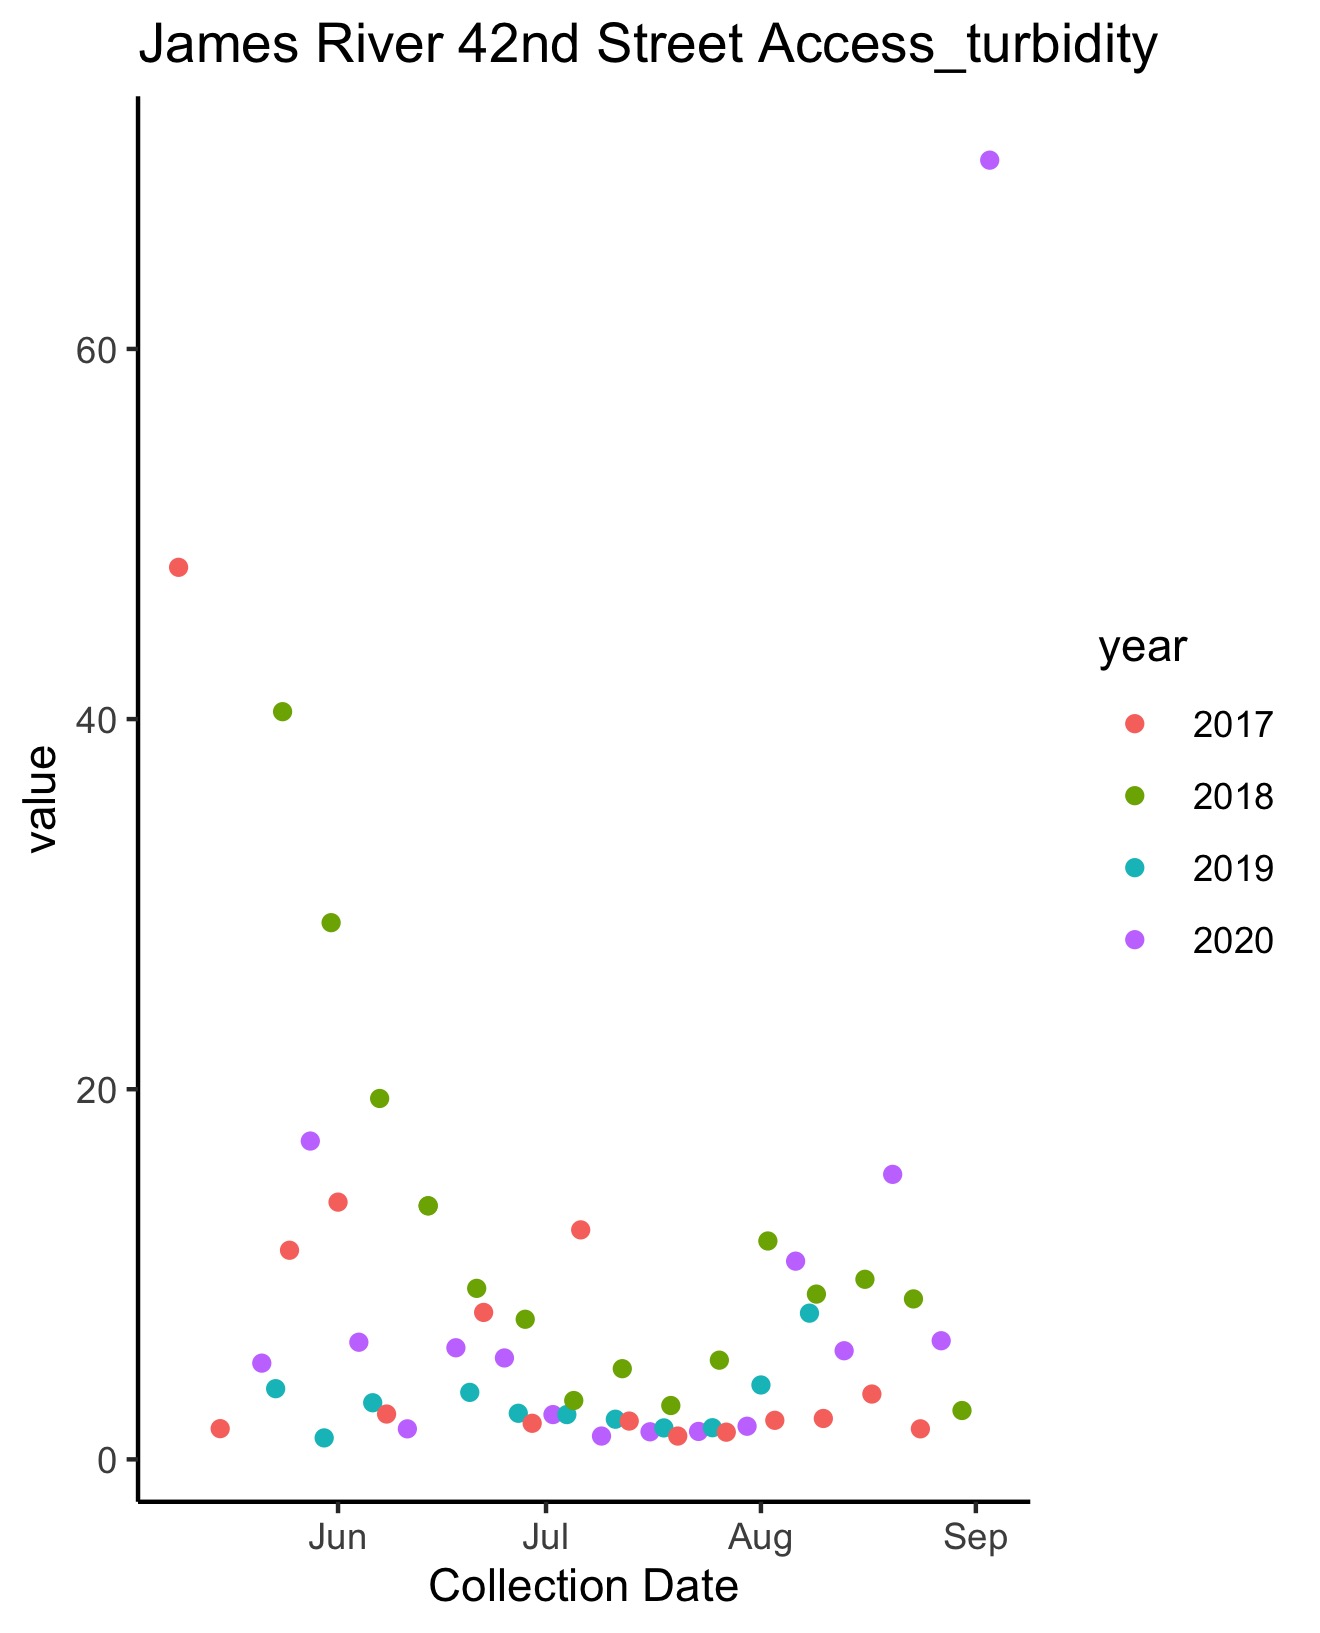 James River 42nd Street Access_turbidity
60
40
20
0
value
Jun
Jul
Aug
Sep
Collection Date
year
2017
2018
2019
2020